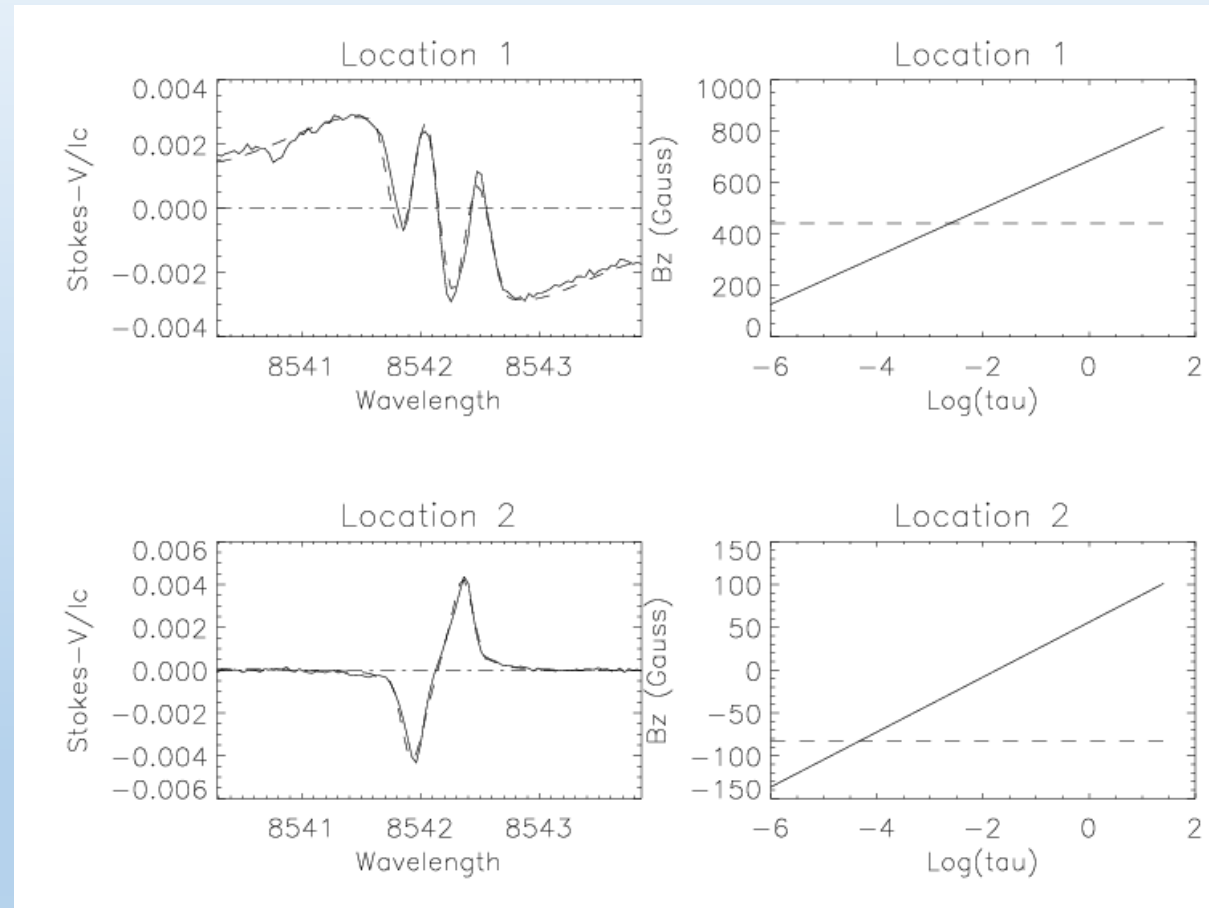 Location 1
Stokes-V/Ic
0.004
0.002
0.000
-0.002
-0.004
8541 8542 8543
Wavelength
Location 1
Bz (Gauss)
1000
800
600
400
200
0
-6 -4 -2 0 2
Log(tau)
Location 2
Stokes-V/Ic
0.006
0.004
0.002
0.000
-0.002
-0.004
-0.006
8541 8542 8543
Wavelength
Location 2
Bz (Gauss)
150
100
50
0
-50
-100
-150
-6 -4 -2 0 2
Log(tau)